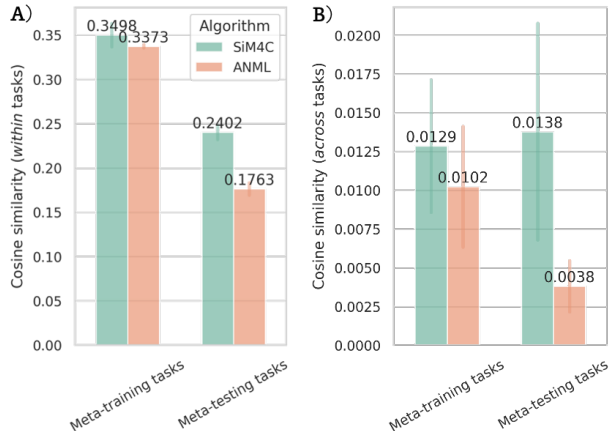 A)
Cosine similarity (within tasks)
0.35
0.30
0.25
0.20
0.15
0.10
0.05
0.00
0.3498
0.3373
0.2402
0.1763
Algorithm
SiM4C
ANML
Meta-training tasks
Meta-testing tasks
B)
Cosine similarity (across tasks)
0.0200
0.0175
0.0150
0.0125
0.0100
0.0075
0.0050
0.0025
0.0000
0.0129
0.0102
0.0138
0.0038
Meta-training tasks
Meta-testing tasks